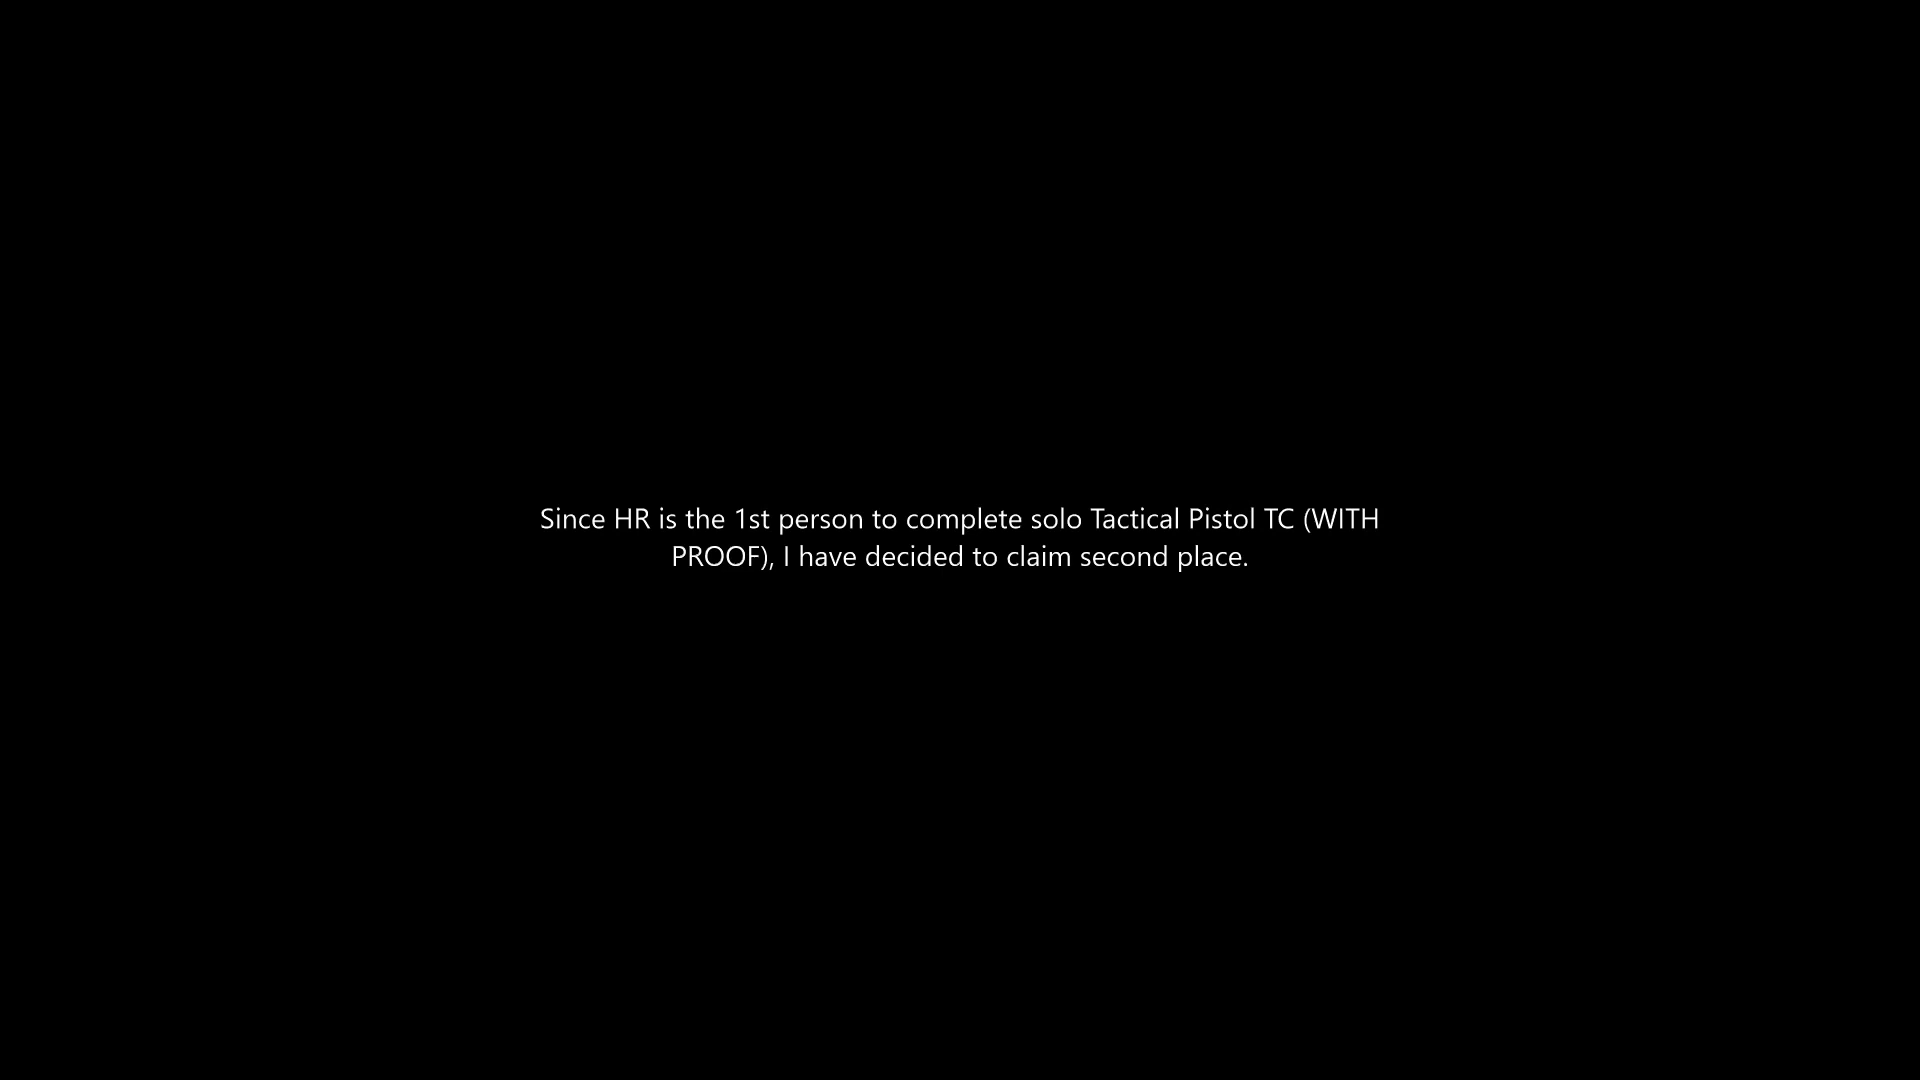 Since HR is the 1st person to complete solo Tactical Pistol TC (WITH
PROOF), I have decided to claim second place.